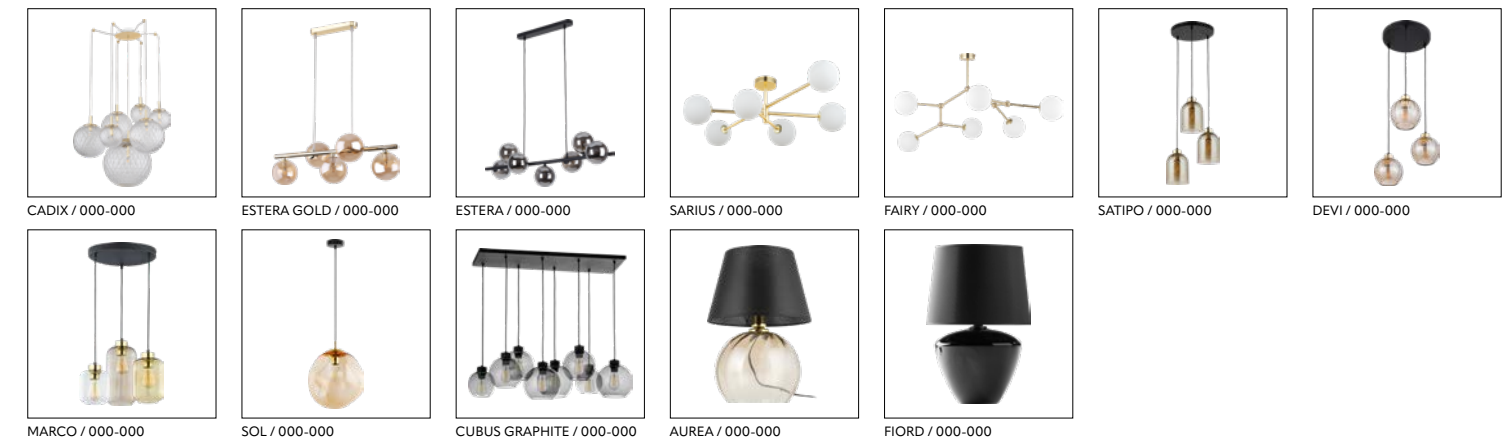 CADIX / 000-000
ESTERA GOLD / 000-000
ESTERA / 000-000
SARIUS / 000-000
FAIRY / 000-000
SATIPO / 000-000
DEVI / 000-000
MARCO / 000-000
SOL / 000-000
CUBUS GRAPHITE / 000-000
AUREA / 000-000
FIORD / 000-000